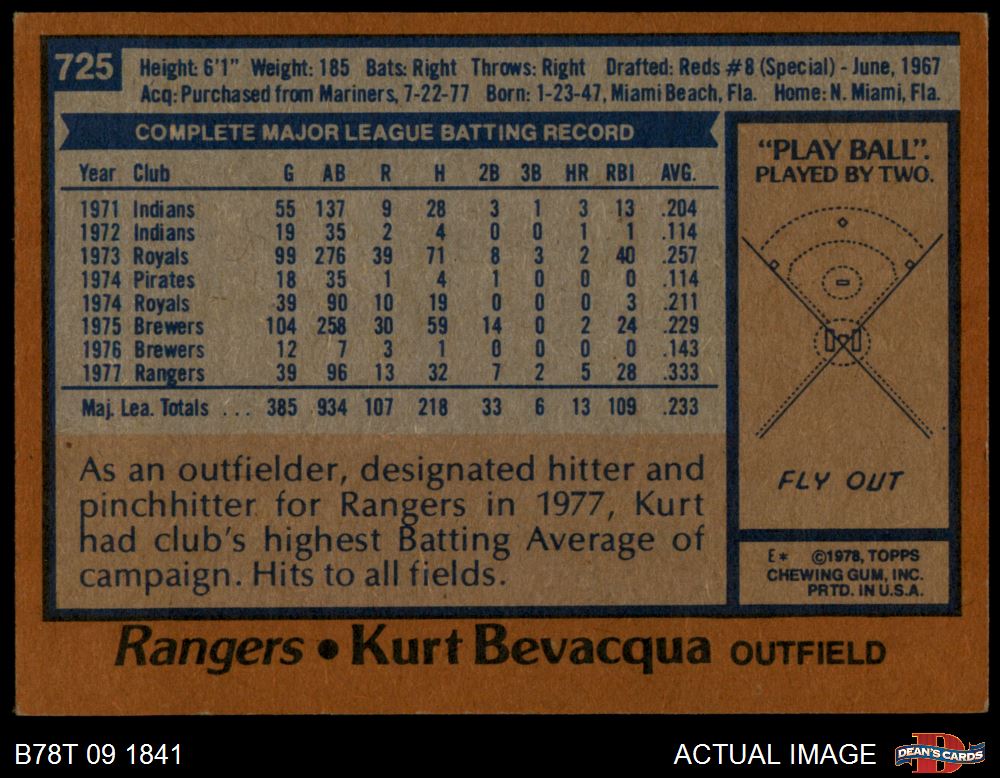 725
Height: 6'1" Weight: 185 Bats: Right Throws: Right Drafted: Reds #8 (Special) - June, 1967
Acq: Purchased from Mariners, 7-22-77 Born: 1-23-47, Miami Beach, Fla. Home: N. Miami, Fla.
COMPLETE MAJOR LEAGUE BATTING RECORD
Year Club G AB R H 2B 3B HR RBI AVG.
1971 Indians 55 137 9 28 3 1 3 13 .204
1972 Indians 19 35 2 4 0 0 1 1 .114
1973 Royals 99 276 39 71 8 3 2 40 .257
1974 Pirates 18 35 1 4 1 0 0 0 .114
1974 Royals 39 90 10 19 0 0 0 3 .211
1975 Brewers 104 258 30 59 14 0 2 24 .229
1976 Brewers 12 7 3 1 0 0 0 0 .143
1977 Rangers 39 96 13 32 7 2 5 28 .333
Maj. Lea. Totals ... 385 934 107 218 33 6 13 109 .233
As an outfielder, designated hitter and
pinchhitter for Rangers in 1977, Kurt
had club's highest Batting Average of
campaign. Hits to all fields.
"PLAY BALL".
PLAYED BY TWO.
FLY OUT
E* ©1978, TOPPS
CHEWING GUM, INC.
PRTD. IN U.S.A.
Rangers • Kurt Bevacqua OUTFIELD
B78T 09 1841
ACTUAL IMAGE
DEAN'S CARDS